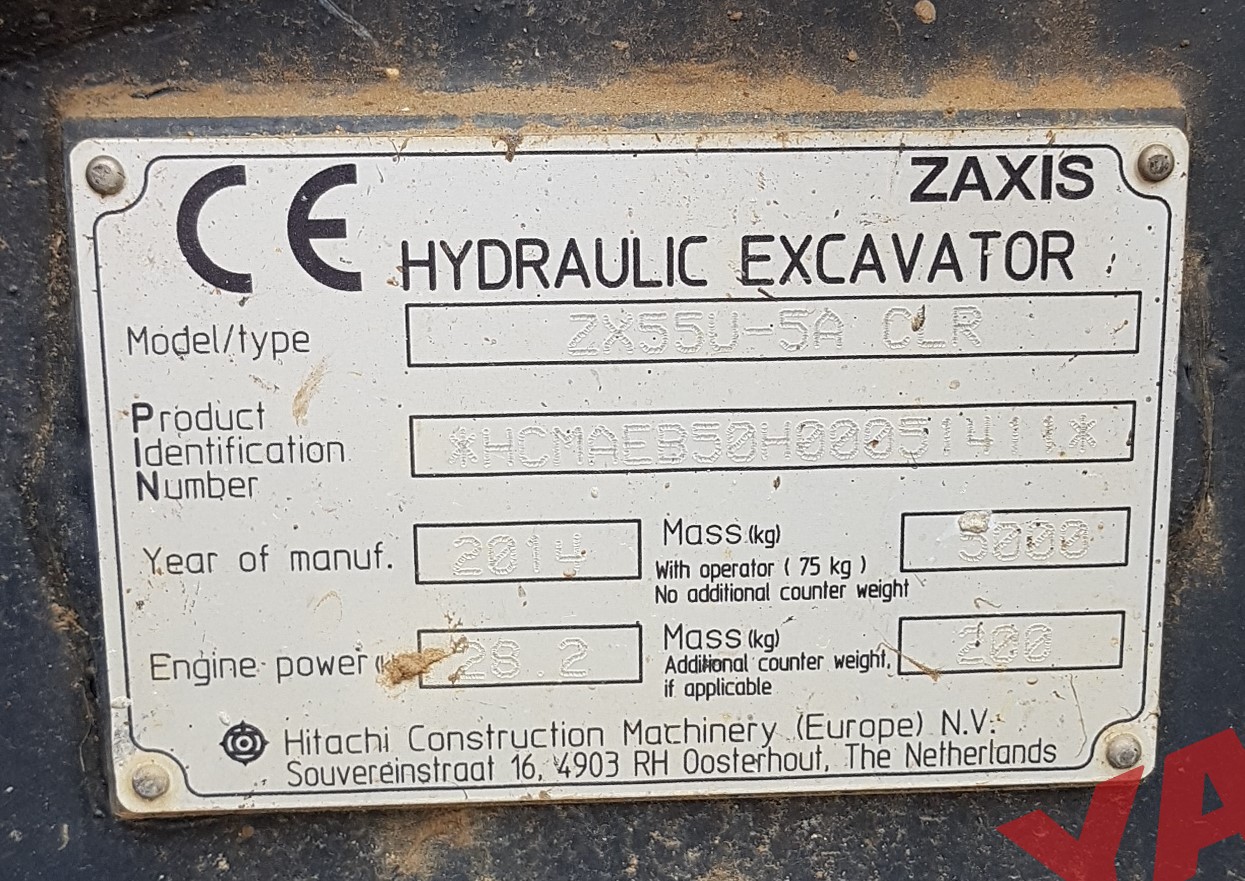 CE
ZAXIS
HYDRAULIC EXCAVATOR
Model/type ZX55U-5A CLR
Product
Identification *HCMAEB50H00051411*
Number
Year of manuf. 2014 Mass (kg) 5000
With operator ( 75 kg )
No additional counter weight
Engine power 28.2 Mass (kg) 200
Additional counter weight,
if applicable
Hitachi Construction Machinery (Europe) N.V.
Souvereinstraat 16, 4903 RH Oosterhout, The Netherlands